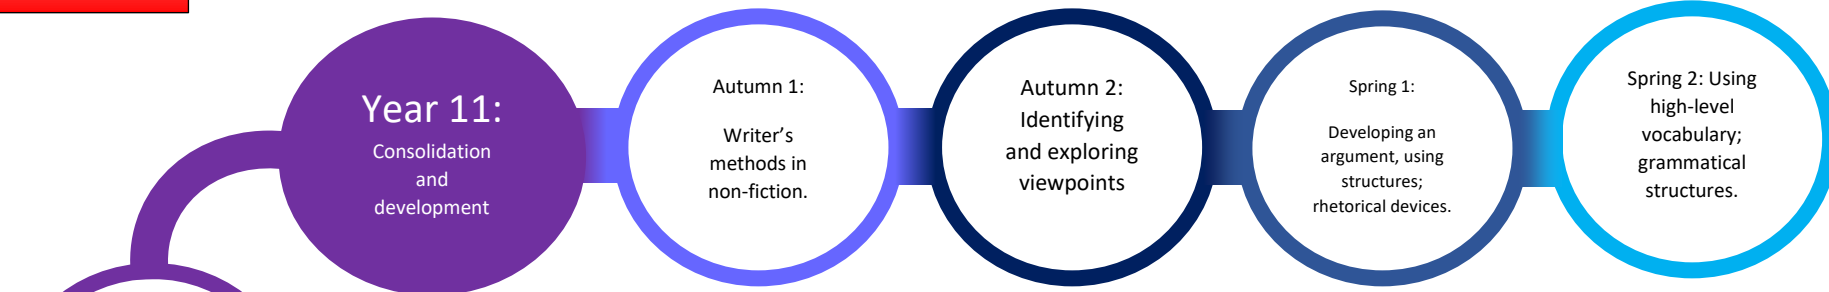 Year 11:
Consolidation
and
development
Autumn 1:
Writer’s
methods in
non-fiction.
Autumn 2:
Identifying
and exploring
viewpoints
Spring 1:
Developing an
argument, using
structures;
rhetorical devices.
Spring 2: Using
high-level
vocabulary;
grammatical
structures.